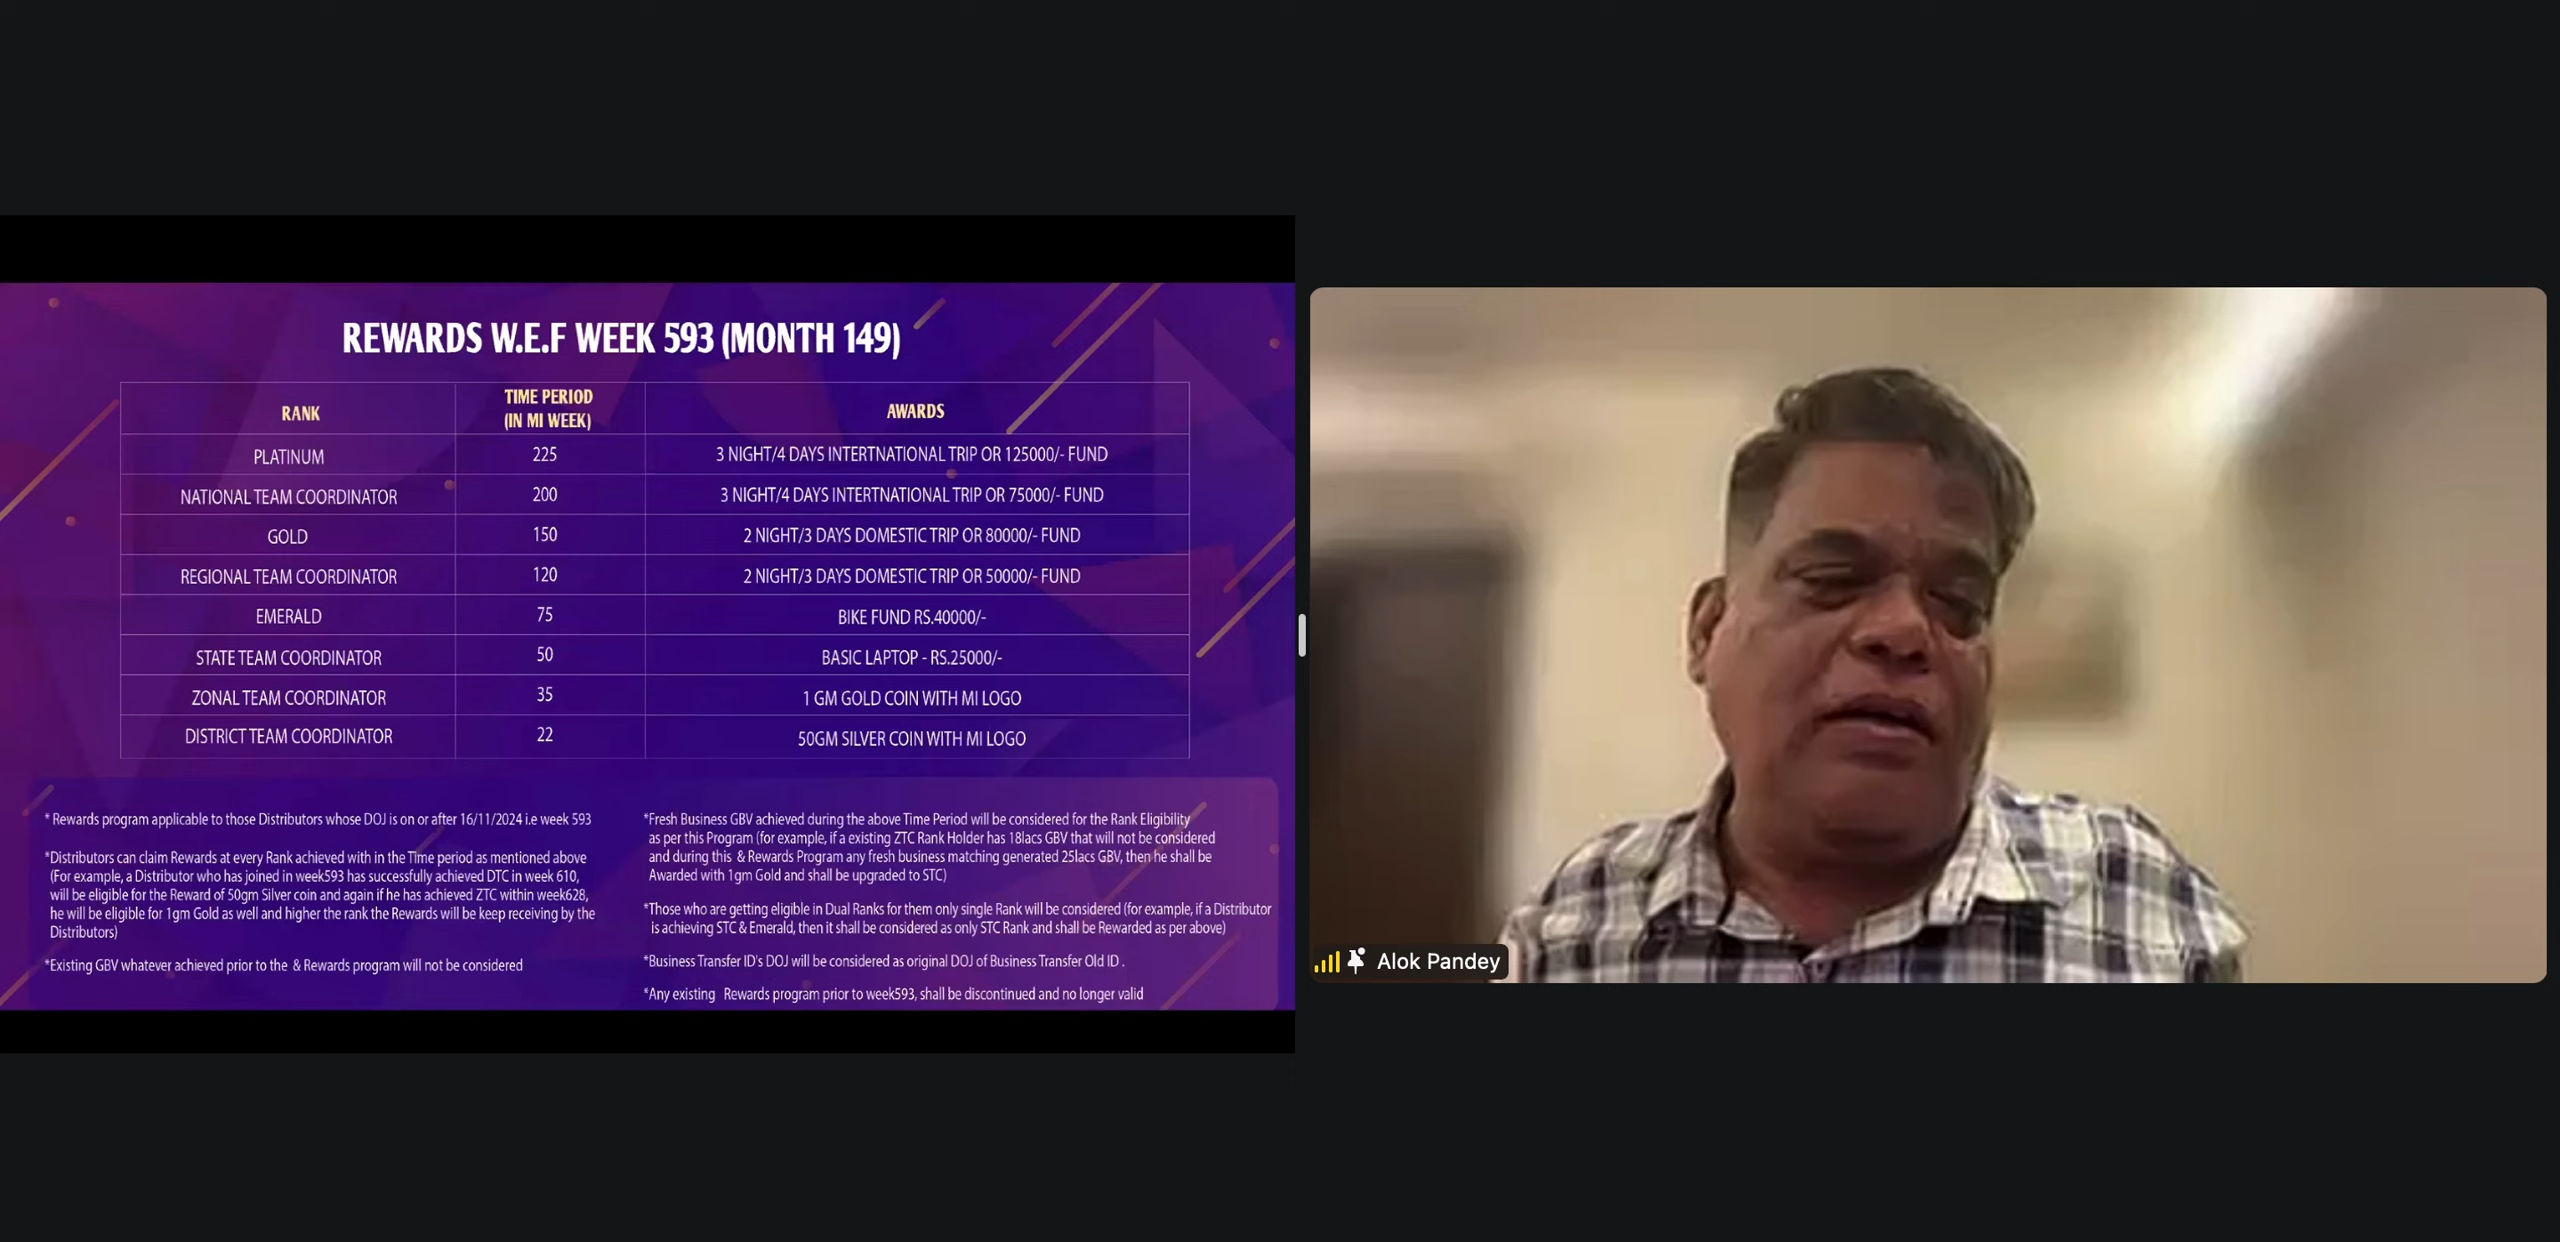 REWARDS W.E.F WEEK 593 (MONTH 149)
RANK
TIME PERIOD
(IN MI WEEK)
AWARDS
PLATINUM 225 3 NIGHT/4 DAYS INTERTNATIONAL TRIP OR 125000/- FUND
NATIONAL TEAM COORDINATOR 200 3 NIGHT/4 DAYS INTERTNATIONAL TRIP OR 75000/- FUND
GOLD 150 2 NIGHT/3 DAYS DOMESTIC TRIP OR 80000/- FUND
REGIONAL TEAM COORDINATOR 120 2 NIGHT/3 DAYS DOMESTIC TRIP OR 50000/- FUND
EMERALD 75 BIKE FUND RS.40000/-
STATE TEAM COORDINATOR 50 BASIC LAPTOP - RS.25000/-
ZONAL TEAM COORDINATOR 35 1 GM GOLD COIN WITH MI LOGO
DISTRICT TEAM COORDINATOR 22 50GM SILVER COIN WITH MI LOGO
* Rewards program applicable to those Distributors whose DOJ is on or after 16/11/2024 i.e week 593
*Distributors can claim Rewards at every Rank achieved with in the Time period as mentioned above
(For example, a Distributor who has joined in week593 has successfully achieved DTC in week 610,
will be eligible for the Reward of 50gm Silver coin and again if he has achieved ZTC within week628,
he will be eligible for 1gm Gold as well and higher the rank the Rewards will be keep receiving by the
Distributors)
*Existing GBV whatever achieved prior to the & Rewards program will not be considered
*Fresh Business GBV achieved during the above Time Period will be considered for the Rank Eligibility
as per this Program (for example, if a existing ZTC Rank Holder has 18lacs GBV that will not be considered
and during this & Rewards Program any fresh business matching generated 25lacs GBV, then he shall be
Awarded with 1gm Gold and shall be upgraded to STC)
*Those who are getting eligible in Dual Ranks for them only single Rank will be considered (for example, if a Distributor
is achieving STC & Emerald, then it shall be considered as only STC Rank and shall be Rewarded as per above)
*Business Transfer ID's DOJ will be considered as original DOJ of Business Transfer Old ID .
*Any existing Rewards program prior to week593, shall be discontinued and no longer valid
Alok Pandey